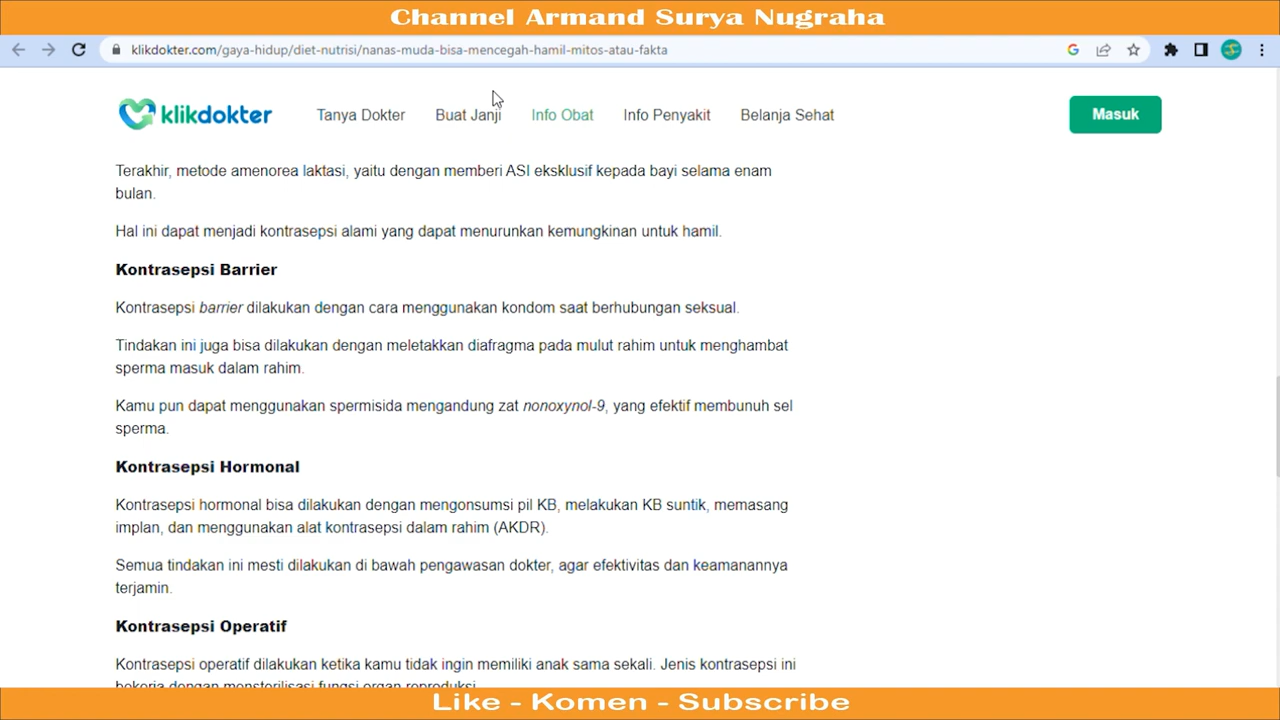 Channel Armand Surya Nugraha
klikdokter.com/gaya-hidup/diet-nutrisi/nanas-muda-bisa-mencegah-hamil-mitos-atau-fakta
klikdokter Tanya Dokter Buat Janji Info Obat Info Penyakit Belanja Sehat Masuk
Terakhir, metode amenorea laktasi, yaitu dengan memberi ASI eksklusif kepada bayi selama enam
bulan.
Hal ini dapat menjadi kontrasepsi alami yang dapat menurunkan kemungkinan untuk hamil.
Kontrasepsi Barrier
Kontrasepsi barrier dilakukan dengan cara menggunakan kondom saat berhubungan seksual.
Tindakan ini juga bisa dilakukan dengan meletakkan diafragma pada mulut rahim untuk menghambat
sperma masuk dalam rahim.
Kamu pun dapat menggunakan spermisida mengandung zat nonoxynol-9, yang efektif membunuh sel
sperma.
Kontrasepsi Hormonal
Kontrasepsi hormonal bisa dilakukan dengan mengonsumsi pil KB, melakukan KB suntik, memasang
implan, dan menggunakan alat kontrasepsi dalam rahim (AKDR).
Semua tindakan ini mesti dilakukan di bawah pengawasan dokter, agar efektivitas dan keamanannya
terjamin.
Kontrasepsi Operatif
Kontrasepsi operatif dilakukan ketika kamu tidak ingin memiliki anak sama sekali. Jenis kontrasepsi ini
bekerja dengan mensterilisasi fungsi organ reproduksi.
Like - Komen - Subscribe